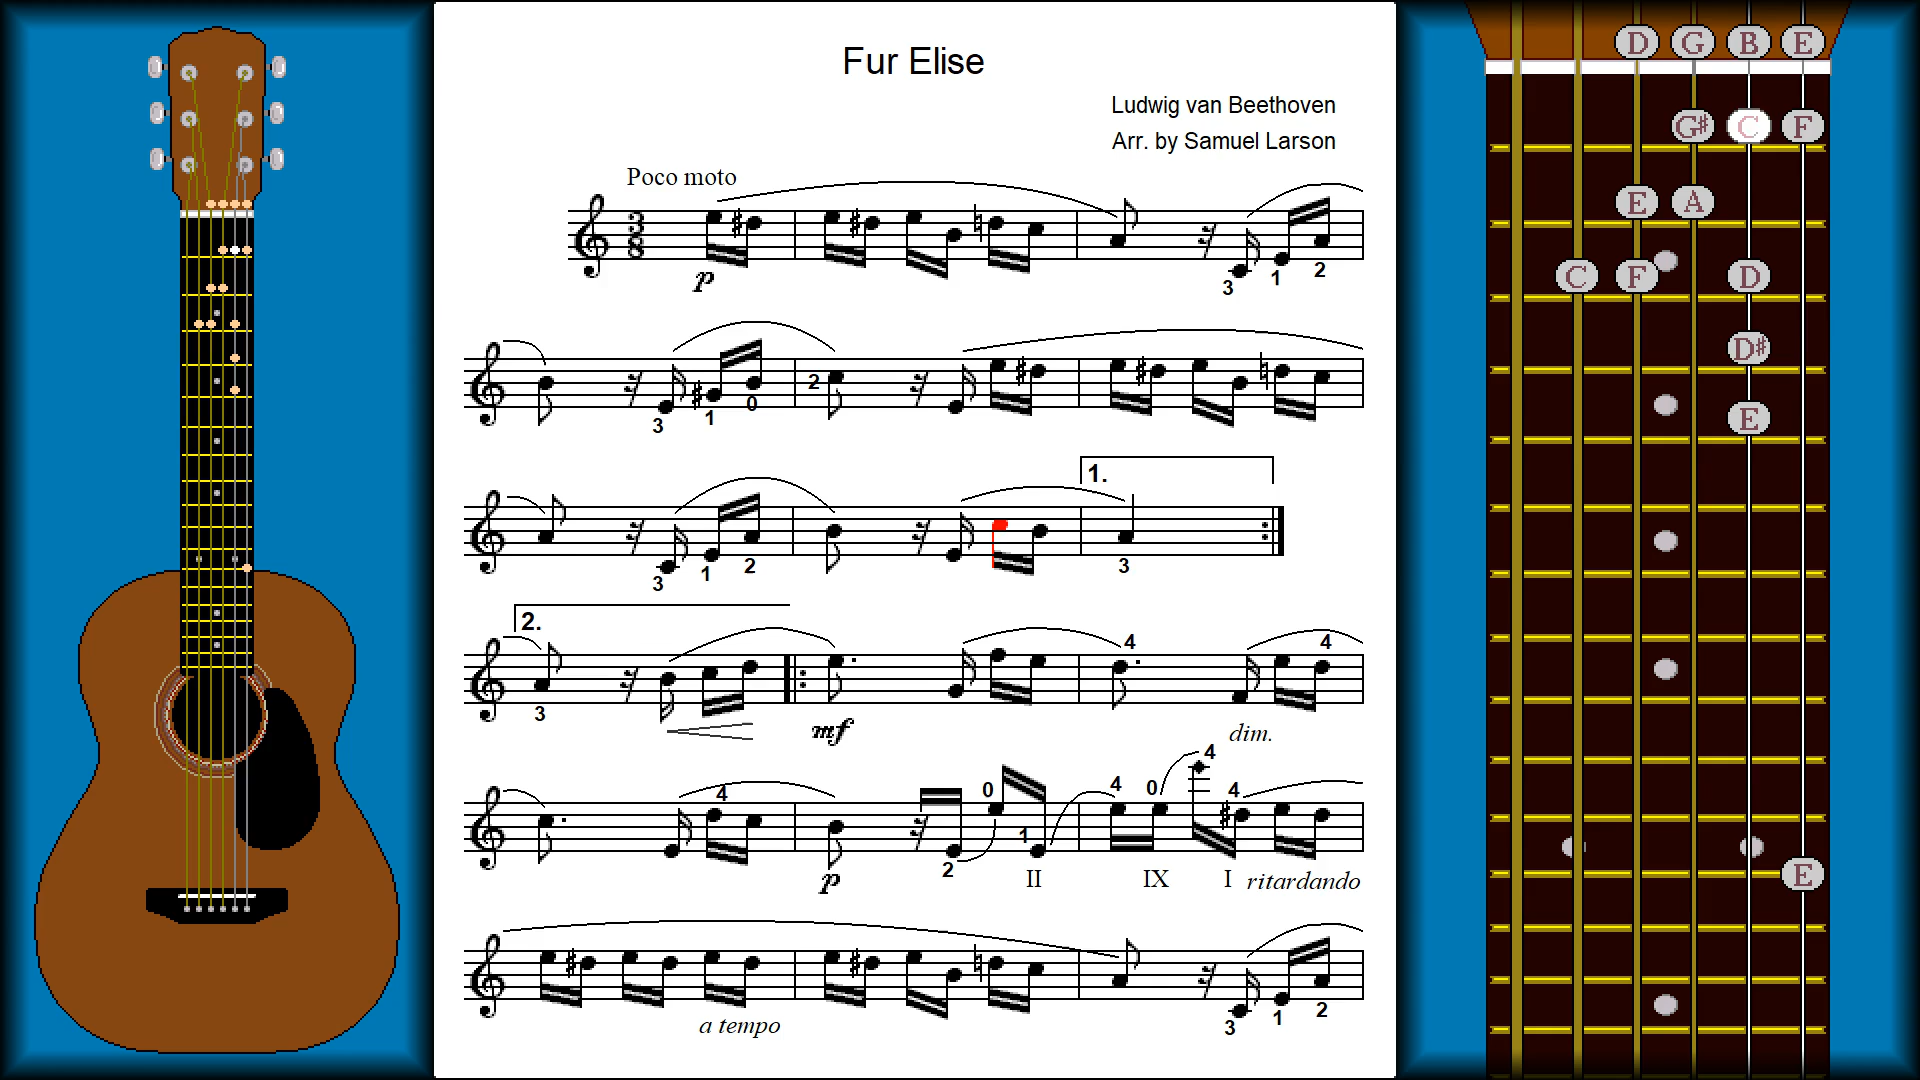 Fur Elise
Ludwig van Beethoven
Arr. by Samuel Larson
Poco moto
3
8
p
3 1 2
3 1 0 2
1.
3 1 2 3
2.
3 4 4
mf dim.
4 2 0 1 4 0 4 4
p II IX I ritardando
a tempo
3 1 2
D G B E
G# C F
E A
C F D
D#
E
E